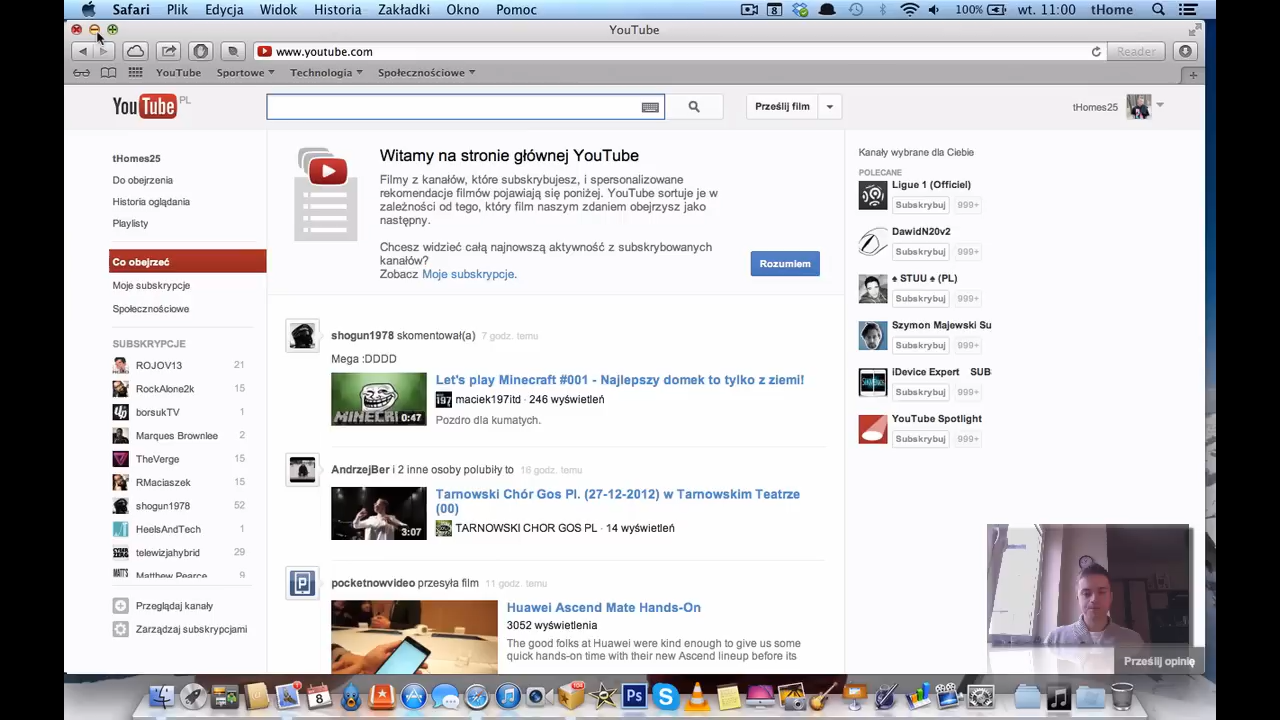 Safari Plik Edycja Widok Historia Zakładki Okno Pomoc 100% wt. 11:00 tHome
YouTube
www.youtube.com Reader
YouTube Sportowe Technologia Społecznościowe
YouTube PL Prześlij film tHomes25
tHomes25
Do obejrzenia
Historia oglądania
Playlisty
Co obejrzeć
Moje subskrypcje
Społecznościowe
SUBSKRYPCJE
ROJOV13 21
RockAlone2k 15
borsukTV 1
Marques Brownlee 2
TheVerge 15
RMaciaszek 15
shogun1978 52
HeelsAndTech 1
telewizjahybrid 29
Matthew Pearce 9
Przeglądaj kanały
Zarządzaj subskrypcjami
Witamy na stronie głównej YouTube
Filmy z kanałów, które subskrybujesz, i spersonalizowane
rekomendacje filmów pojawiają się poniżej. YouTube sortuje je w
zależności od tego, który film naszym zdaniem obejrzysz jako
następny.
Chcesz widzieć całą najnowszą aktywność z subskrybowanych
kanałów?
Zobacz Moje subskrypcje.
Rozumiem
shogun1978 skomentował(a) 7 godz. temu
Mega :DDDD
MINECR
0:47
Let's play Minecraft #001 - Najlepszy domek to tylko z ziemi!
197 maciek197itd · 246 wyświetleń
Pozdro dla kumatych.
AndrzejBer i 2 inne osoby polubiły to 16 godz. temu
3:07
Tarnowski Chór Gos Pl. (27-12-2012) w Tarnowskim Teatrze
(00)
TARNOWSKI CHOR GOS PL · 14 wyświetleń
pocketnowvideo przesyła film 11 godz. temu
Huawei Ascend Mate Hands-On
3052 wyświetlenia
The good folks at Huawei were kind enough to give us some
quick hands-on time with their new Ascend lineup before its
Kanały wybrane dla Ciebie
POLECANE
Ligue 1 (Officiel)
Subskrybuj 999+
DawidN20v2
Subskrybuj 999+
♠ STUU ♠ (PL)
Subskrybuj 999+
Szymon Majewski Su
Subskrybuj 999+
iDevice Expert SUB
Subskrybuj 999+
YouTube Spotlight
Subskrybuj 999+
Prześlij opinię
8
Ps